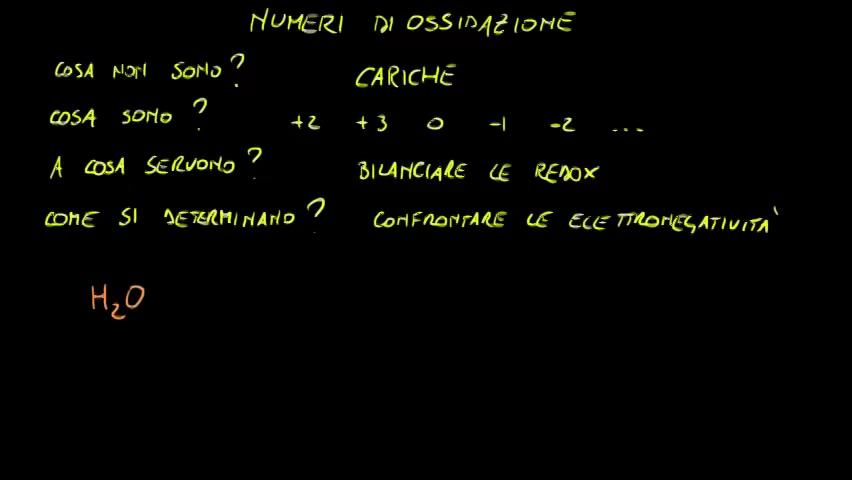 NUMERI DI OSSIDAZIONE
COSA NON SONO? CARICHE
COSA SONO? +2 +3 0 -1 -2 ...
A COSA SERVONO? BILANCIARE LE REDOX
COME SI DETERMINANO? CONFRONTARE LE ELETTRONEGATIVITÀ
H₂O